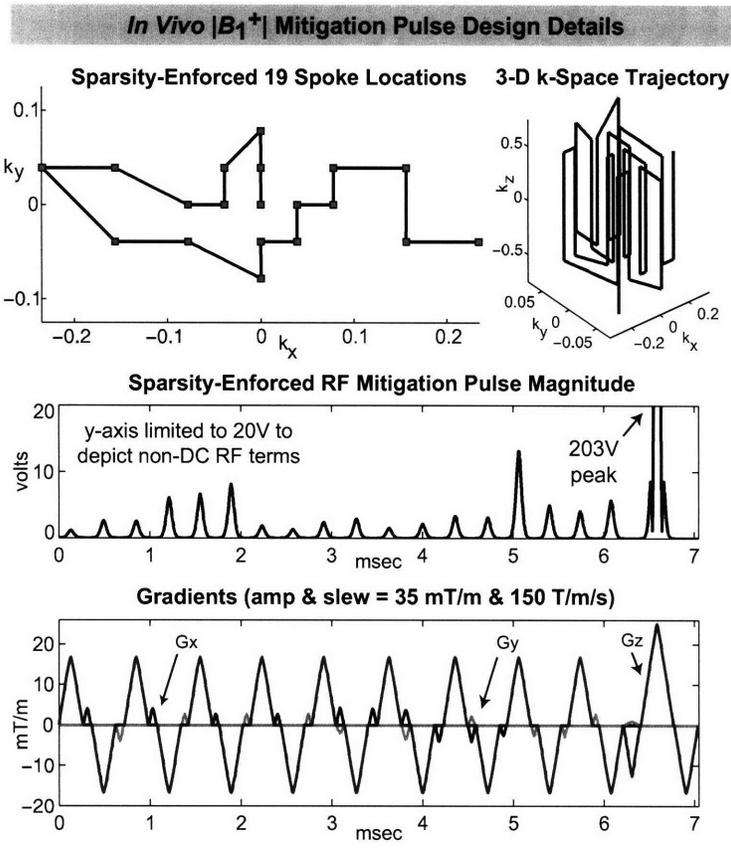 In Vivo |B1+| Mitigation Pulse Design Details
Sparsity-Enforced 19 Spoke Locations
3-D k-Space Trajectory
0.1
ky
0
−0.1
−0.2
−0.1
0
0.1
0.2
kx
0.5
kz
0
−0.5
0.05
ky
0
−0.05
−0.2
0
kx
0.2
Sparsity-Enforced RF Mitigation Pulse Magnitude
20
volts
10
0
y-axis limited to 20V to
depict non-DC RF terms
203V
peak
0
1
2
3
4
5
6
7
msec
Gradients (amp & slew = 35 mT/m & 150 T/m/s)
20
10
mT/m
0
−10
−20
Gx
Gy
Gz
0
1
2
3
4
5
6
7
msec